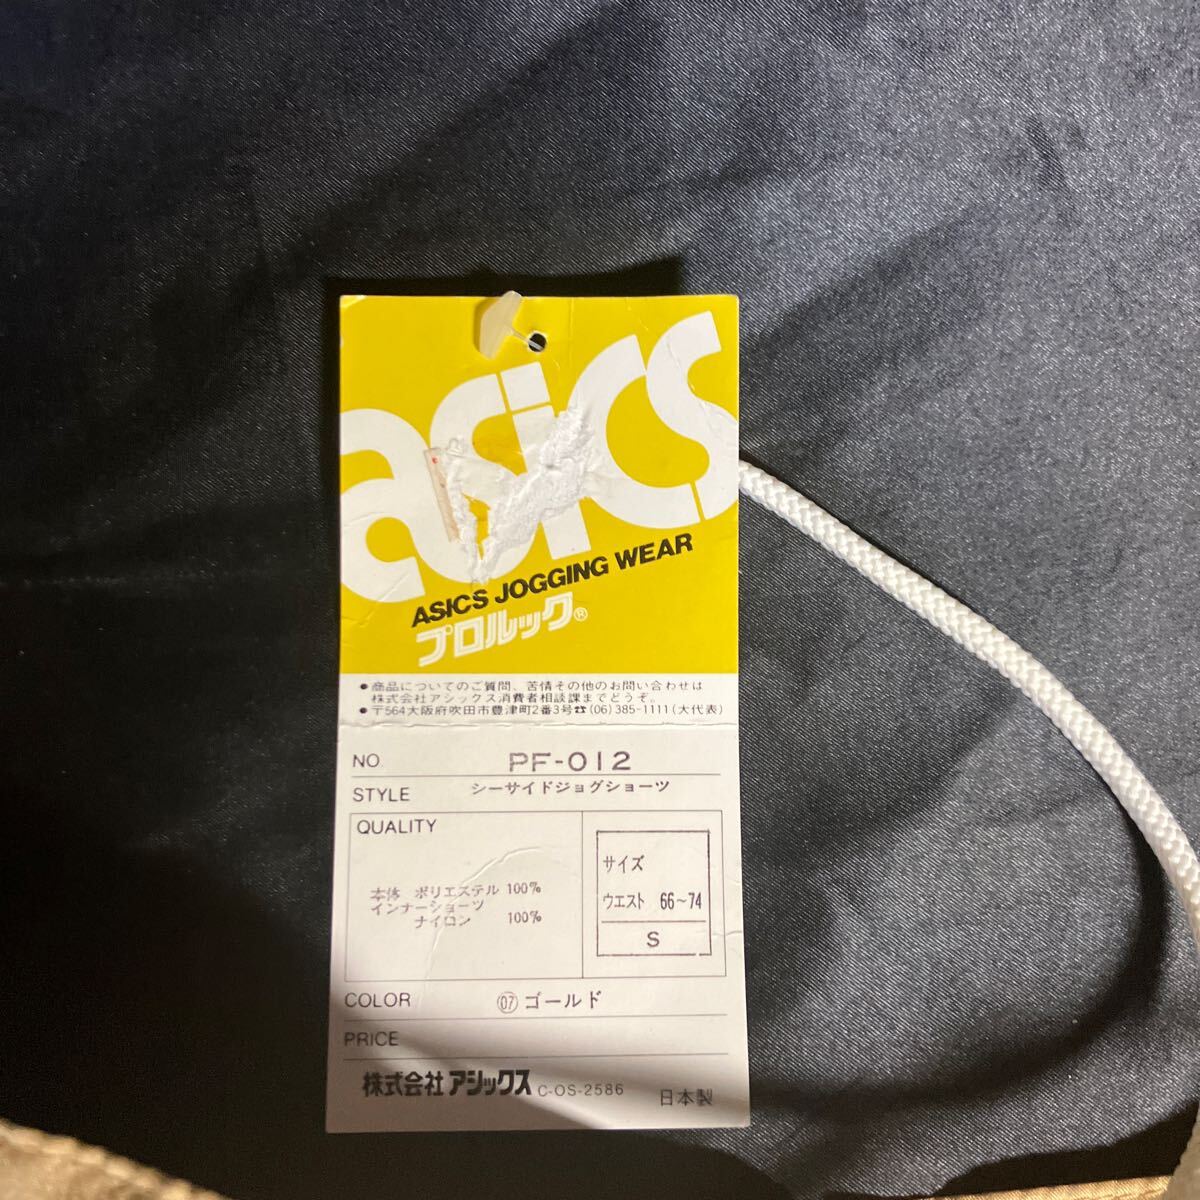 asics
ASICS JOGGING WEAR
プロルック®
●商品についてのご質問、苦情その他のお問い合わせは
株式会社アシックス消費者相談課までどうぞ。
●〒564大阪府吹田市豊津町2番3号☎(06)385-1111(大代表)
NO. PF-012
STYLE シーサイドジョグショーツ
QUALITY
本体 ポリエステル 100%
インナーショーツ
ナイロン 100%
サイズ
ウエスト 66~74
S
COLOR 07 ゴールド
PRICE
株式会社アシックス C-OS-2586 日本製